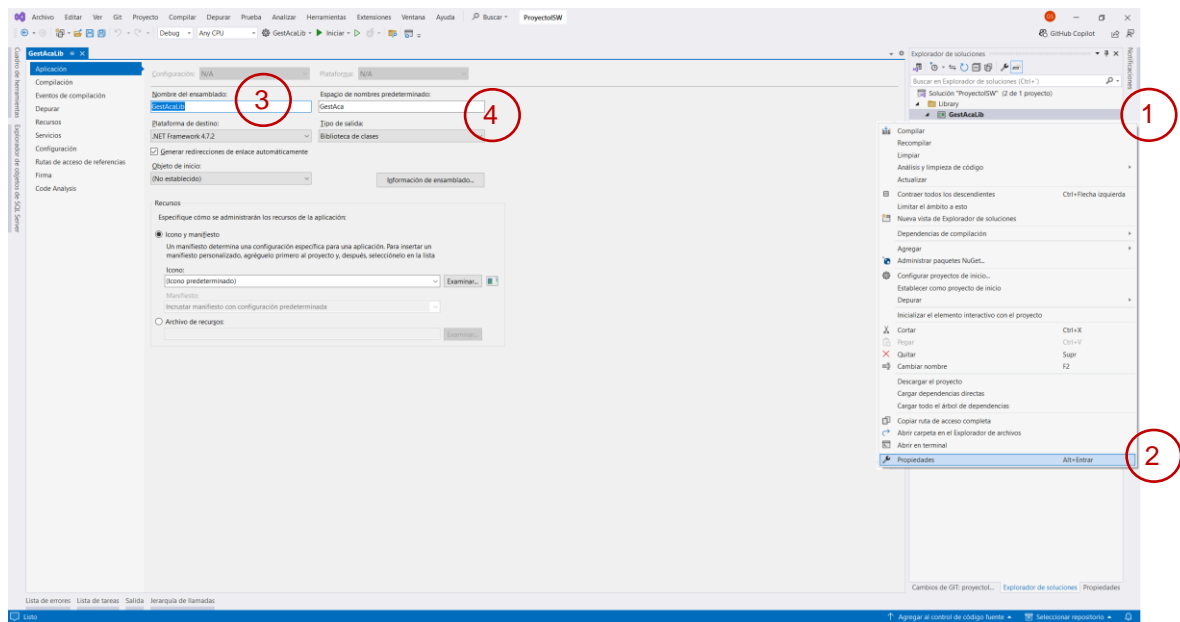 Archivo Editar Ver Git Proyecto Compilar Depurar Prueba Analizar Herramientas Extensiones Ventana Ayuda Buscar ProyectoISW
Debug Any CPU GestAcaLib Iniciar GitHub Copilot
GestAcaLib
Aplicación
Compilación
Eventos de compilación
Depurar
Recursos
Servicios
Configuración
Rutas de acceso de referencias
Firma
Code Analysis
Cuadro de herramientas
Explorador de objetos de SQL Server
Configuración: N/A Plataforma: N/A
Nombre del ensamblado: Espacio de nombres predeterminado:
GestAcaLib GestAca
3
4
Plataforma de destino: Tipo de salida:
.NET Framework 4.7.2 Biblioteca de clases
Generar redirecciones de enlace automáticamente
Objeto de inicio:
(No establecido) Información de ensamblado...
Recursos
Especifique cómo se administrarán los recursos de la aplicación:
Icono y manifiesto
Un manifiesto determina una configuración específica para una aplicación. Para insertar un
manifiesto personalizado, agréguelo primero al proyecto y, después, selecciónelo en la lista
Icono:
(Icono predeterminado) Examinar...
Manifiesto:
Incrustar manifiesto con configuración predeterminada
Archivo de recursos:
Examinar...
Explorador de soluciones
Buscar en Explorador de soluciones (Ctrl+´)
Solución "ProyectoISW" (2 de 1 proyecto)
Library
GestAcaLib
Notificaciones
1
Compilar
Recompilar
Limpiar
Análisis y limpieza de código
Actualizar
Contraer todos los descendientes Ctrl+Flecha izquierda
Limitar el ámbito a esto
Nueva vista de Explorador de soluciones
Dependencias de compilación
Agregar
Administrar paquetes NuGet...
Configurar proyectos de inicio...
Establecer como proyecto de inicio
Depurar
Inicializar el elemento interactivo con el proyecto
Cortar Ctrl+X
Pegar Ctrl+V
Quitar Supr
Cambiar nombre F2
Descargar el proyecto
Cargar dependencias directas
Cargar todo el árbol de dependencias
Copiar ruta de acceso completa
Abrir carpeta en el Explorador de archivos
Abrir en terminal
Propiedades Alt+Entrar
2
Cambios de GIT: proyectoI... Explorador de soluciones Propiedades
Lista de errores Lista de tareas Salida Jerarquía de llamadas
Listo Agregar al control de código fuente Seleccionar repositorio